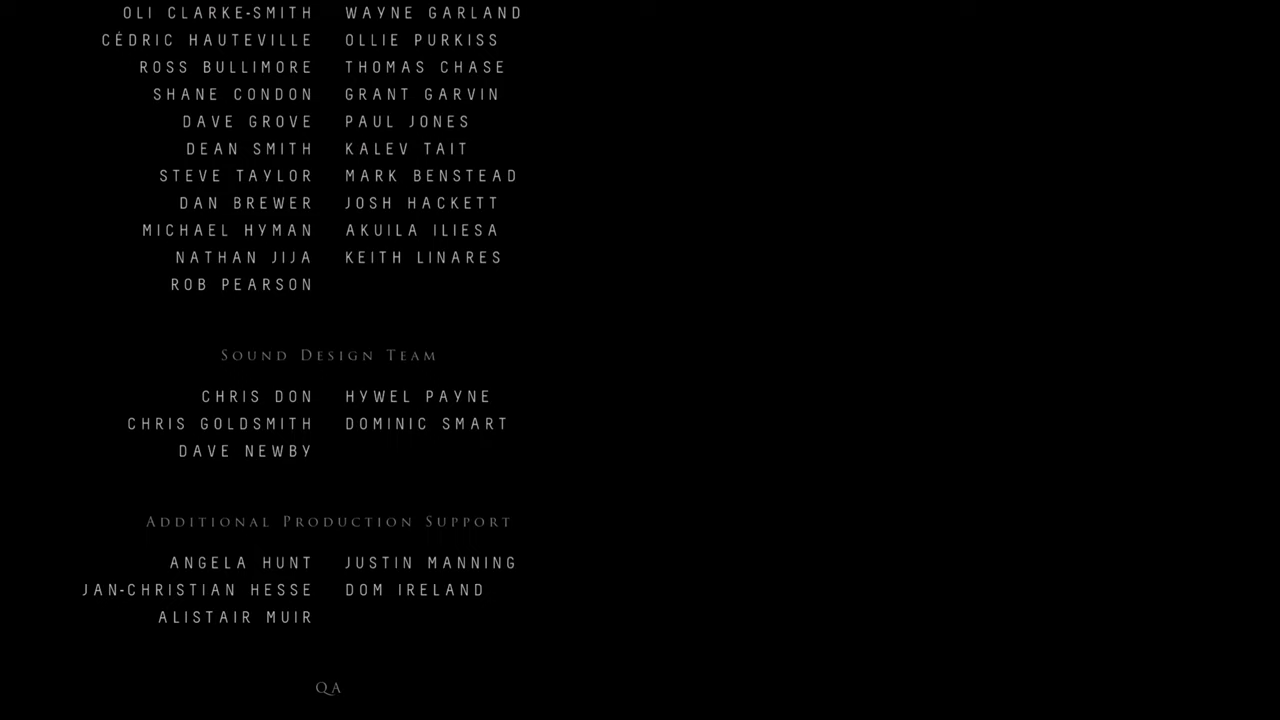 OLI CLARKE-SMITH WAYNE GARLAND
CÉDRIC HAUTEVILLE OLLIE PURKISS
ROSS BULLIMORE THOMAS CHASE
SHANE CONDON GRANT GARVIN
DAVE GROVE PAUL JONES
DEAN SMITH KALEV TAIT
STEVE TAYLOR MARK BENSTEAD
DAN BREWER JOSH HACKETT
MICHAEL HYMAN AKUILA ILIESA
NATHAN JIJA KEITH LINARES
ROB PEARSON
SOUND DESIGN TEAM
CHRIS DON HYWEL PAYNE
CHRIS GOLDSMITH DOMINIC SMART
DAVE NEWBY
ADDITIONAL PRODUCTION SUPPORT
ANGELA HUNT JUSTIN MANNING
JAN-CHRISTIAN HESSE DOM IRELAND
ALISTAIR MUIR
QA